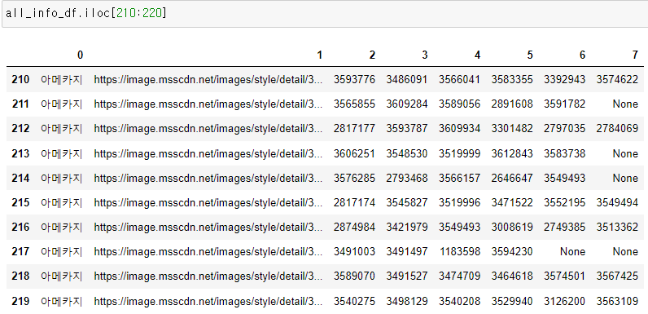 all_info_df.iloc[210:220]
0 1 2 3 4 5 6 7
210 아메카지 https://image.msscdn.net/images/style/detail/3... 3593776 3486091 3566041 3583355 3392943 3574622
211 아메카지 https://image.msscdn.net/images/style/detail/3... 3565855 3609284 3589056 2891608 3591782 None
212 아메카지 https://image.msscdn.net/images/style/detail/3... 2817177 3593787 3609934 3301482 2797035 2784069
213 아메카지 https://image.msscdn.net/images/style/detail/3... 3606251 3548530 3519999 3612843 3583738 None
214 아메카지 https://image.msscdn.net/images/style/detail/3... 3576285 2793468 3566157 2646647 3549493 None
215 아메카지 https://image.msscdn.net/images/style/detail/3... 2817174 3545827 3519996 3471522 3552195 3549494
216 아메카지 https://image.msscdn.net/images/style/detail/3... 2874984 3421979 3549493 3008619 2749385 3513362
217 아메카지 https://image.msscdn.net/images/style/detail/3... 3491003 3491497 1183598 3594230 None None
218 아메카지 https://image.msscdn.net/images/style/detail/3... 3589070 3491527 3474709 3464618 3574501 3567425
219 아메카지 https://image.msscdn.net/images/style/detail/3... 3540275 3498129 3540208 3529940 3126200 3563109